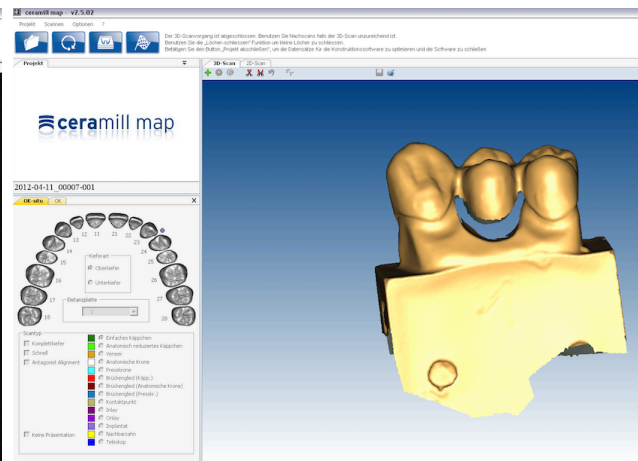 ceramill map - v2.5.02
Projekt Scannen Optionen ?
Der 3D-Scanvorgang ist abgeschlossen. Benutzen Sie Nachscans falls der 3D-Scan unzureichend ist.
Benutzen Sie die „Löcher-schliessen" Funktion um kleine Löcher zu schliessen.
Betätigen Sie den Button „Projekt abschließen", um die Datensätze für die Konstruktionssoftware zu optimieren und die Software zu schließen
Projekt
3D-Scan 2D-Scan
ceramill map
2012-04-11_00007-001
OK-situ OK X
12 11 21 22
13 23
14 24
15 25
16 26
17 27
18 28
Kieferart
Oberkiefer
Unterkiefer
Distanzplatte
Scantyp
Komplettkiefer
Schnell
Antagonist Alignment
Keine Präsentation
Einfaches Käppchen
Anatomisch reduziertes Käppchen
Veneer
Anatomische Krone
Presskrone
Brückenglied (Käpp.)
Brückenglied (Anatomische Krone)
Brückenglied (Presskr.)
Kontaktpunkt
Inlay
Onlay
Implantat
Nachbarzahn
Teleskop